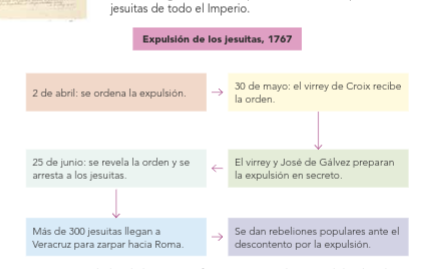 jesuitas de todo el Imperio.
Expulsión de los jesuitas, 1767
2 de abril: se ordena la expulsión.
30 de mayo: el virrey de Croix recibe
la orden.
El virrey y José de Gálvez preparan
la expulsión en secreto.
25 de junio: se revela la orden y se
arresta a los jesuitas.
Más de 300 jesuitas llegan a
Veracruz para zarpar hacia Roma.
Se dan rebeliones populares ante el
descontento por la expulsión.